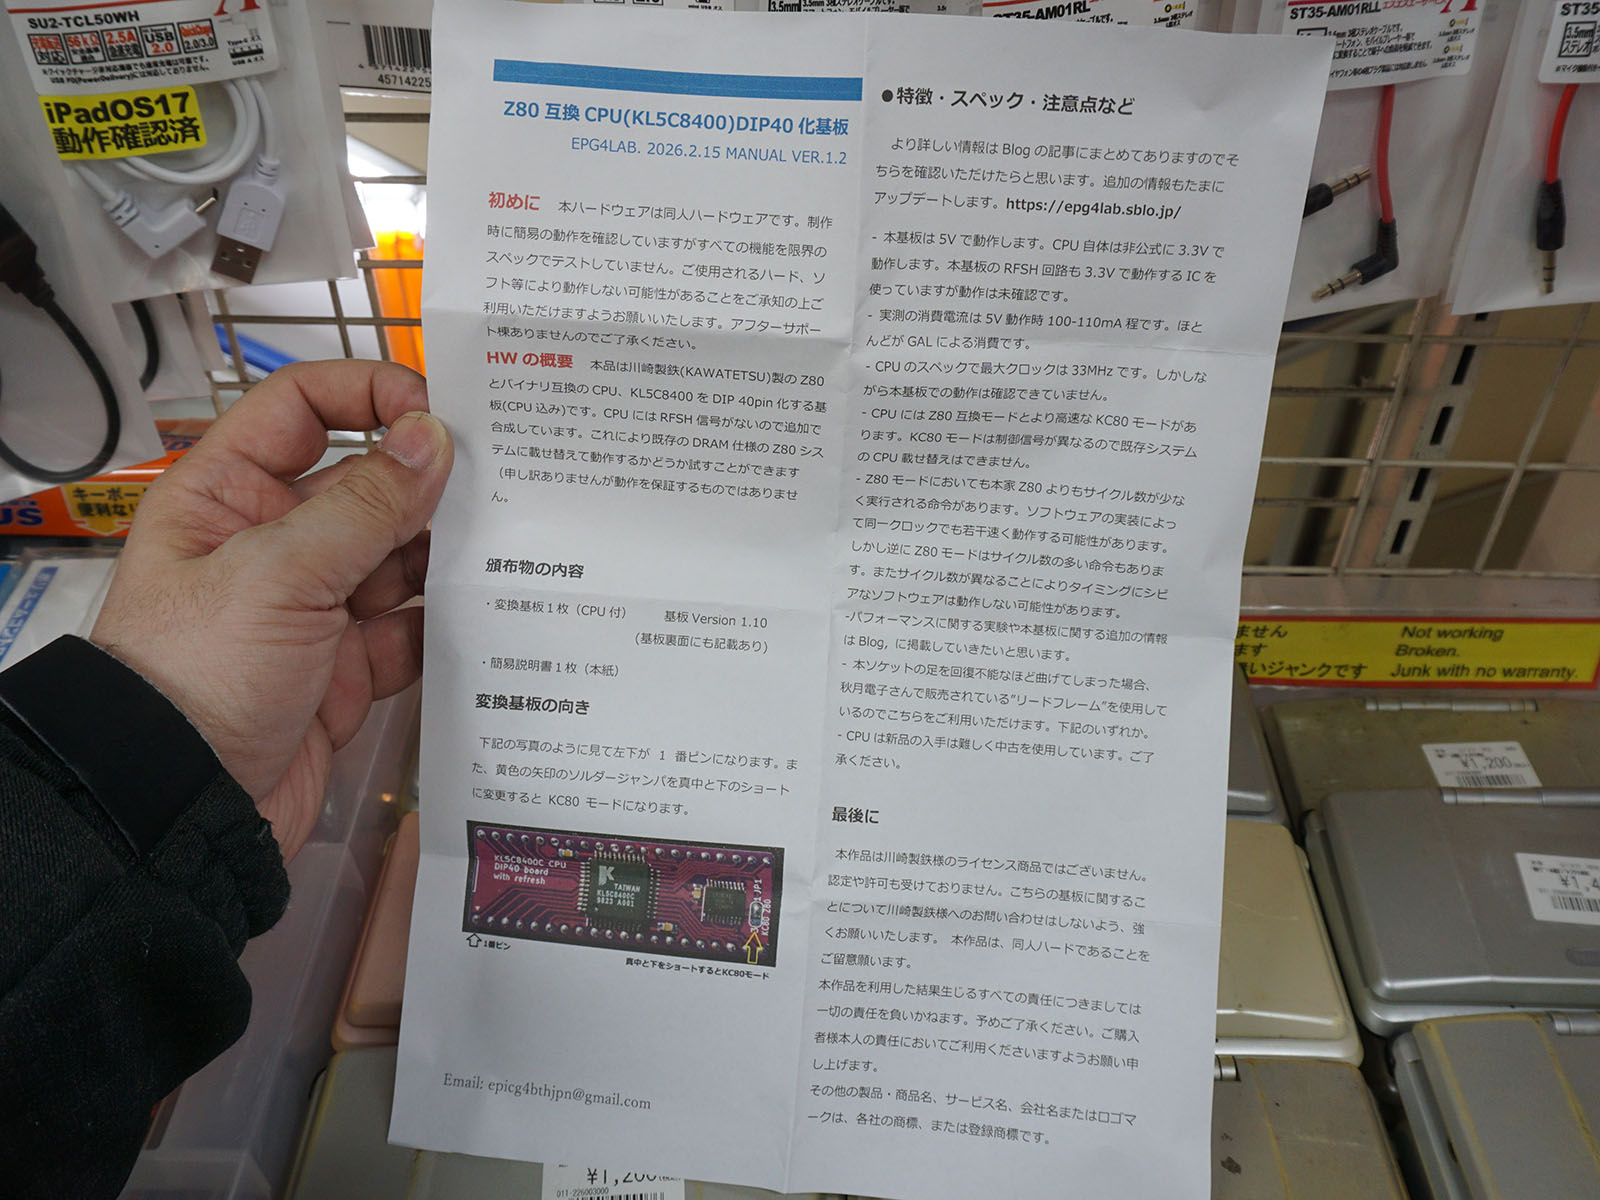 SU2-TCL50WH
56kΩ
2.5A
USB 2.0
2.0/3.0
iPadOS17
動作確認済
4571422
ST35-AM01RL
ST35-AM01RLL
ST35
3.5mm
ステレオ
Z80 互換 CPU(KL5C8400)DIP40 化基板
EPG4LAB. 2026.2.15 MANUAL VER.1.2
初めに 本ハードウェアは同人ハードウェアです。制作
時に簡易の動作を確認していますがすべての機能を限界の
スペックでテストしていません。ご使用されるハード、ソ
フト等により動作しない可能性があることをご承知の上ご
利用いただけますようお願いいたします。アフターサポー
ト棟ありませんのでご了承ください。
HW の概要 本品は川崎製鉄(KAWATETSU)製の Z80
とバイナリ互換の CPU、KL5C8400 を DIP 40pin 化する基
板(CPU 込み)です。CPU には RFSH 信号がないので追加で
合成しています。これにより既存の DRAM 仕様の Z80 シス
テムに載せ替えて動作するかどうか試すことができます
（申し訳ありませんが動作を保証するものではありませ
ん。
頒布物の内容
・変換基板１枚（CPU 付） 基板 Version 1.10
（基板裏面にも記載あり）
・簡易説明書１枚（本紙）
変換基板の向き
下記の写真のように見て左下が 1 番ピンになります。ま
た、黄色の矢印のソルダージャンパを真中と下のショート
に変更すると KC80 モードになります。
KL5C8400C CPU
DIP40 board
with refresh
K
TAIWAN
KL5C8400C
9823 A001
JP1
KC80 Z80
1番ピン
真中と下をショートするとKC80モード
Email: epicg4bthjpn@gmail.com
●特徴・スペック・注意点など
より詳しい情報は Blog の記事にまとめてありますのでそ
ちらを確認いただけたらと思います。追加の情報もたまに
アップデートします。https://epg4lab.sblo.jp/
- 本基板は 5V で動作します。CPU 自体は非公式に 3.3V で
動作します。本基板の RFSH 回路も 3.3V で動作する IC を
使っていますが動作は未確認です。
- 実測の消費電流は 5V 動作時 100-110mA 程です。ほと
んどが GAL による消費です。
- CPU のスペックで最大クロックは 33MHz です。しかしな
がら本基板での動作は確認できていません。
- CPU には Z80 互換モードとより高速な KC80 モードがあ
ります。KC80 モードは制御信号が異なるので既存システム
の CPU 載せ替えはできません。
- Z80 モードにおいても本家 Z80 よりもサイクル数が少な
く実行される命令があります。ソフトウェアの実装によっ
て同一クロックでも若干速く動作する可能性があります。
しかし逆に Z80 モードはサイクル数の多い命令もありま
す。またサイクル数が異なることによりタイミングにシビ
アなソフトウェアは動作しない可能性があります。
-パフォーマンスに関する実験や本基板に関する追加の情報
は Blog, に掲載していきたいと思います。
- 本ソケットの足を回復不能なほど曲げてしまった場合、
秋月電子さんで販売されている"リードフレーム"を使用して
いるのでこちらをご利用いただけます。下記のいずれか。
- CPU は新品の入手は難しく中古を使用しています。ご了
承ください。
最後に
本作品は川崎製鉄様のライセンス商品ではございません。
認定や許可も受けておりません。こちらの基板に関するこ
とについて川崎製鉄様へのお問い合わせはしないよう、強
くお願いいたします。 本作品は、同人ハードであることを
ご留意願います。
本作品を利用した結果生じるすべての責任につきましては
一切の責任を負いかねます。予めご了承ください。ご購入
者様本人の責任においてご利用くださいますようお願い申
し上げます。
その他の製品・商品名、サービス名、会社名またはロゴマ
ークは、各社の商標、または登録商標です。
ません
ます
いジャンクです
Not working
Broken.
Junk with no warranty.
キーボー
便利な
US
¥1,200
¥1,4
¥1,200
011-226003000